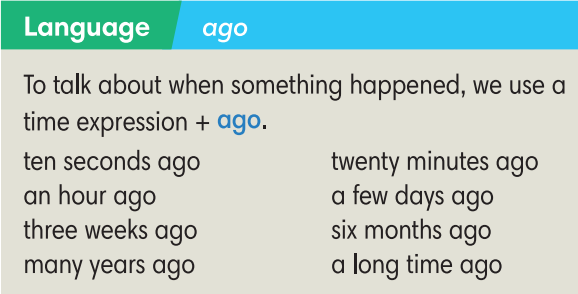 Language ago
To talk about when something happened, we use a
time expression + ago.
ten seconds ago
an hour ago
three weeks ago
many years ago
twenty minutes ago
a few days ago
six months ago
a long time ago